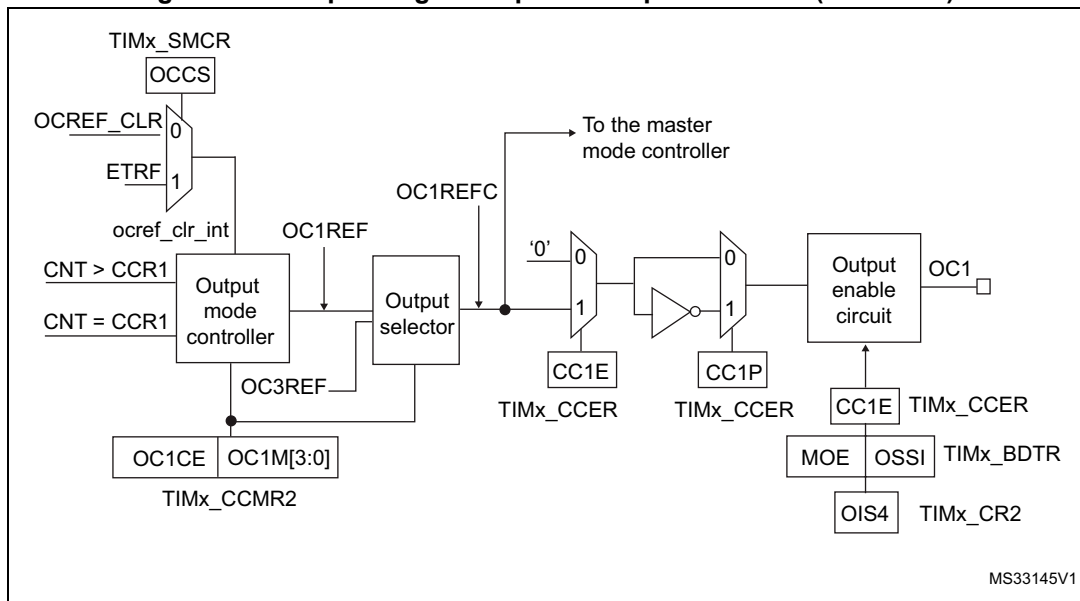 TIMx_SMCR
OCCS
OCREF_CLR
0
ETRF
1
ocref_clr_int
To the master
mode controller
OC1REFC
OC1REF
CNT > CCR1
CNT = CCR1
Output
mode
controller
Output
selector
OC3REF
'0'
0
1
0
1
Output
enable
circuit
OC1
CC1E
TIMx_CCER
CC1P
TIMx_CCER
CC1E
TIMx_CCER
MOE
OSSI
TIMx_BDTR
OIS4
TIMx_CR2
OC1CE
OC1M[3:0]
TIMx_CCMR2
MS33145V1